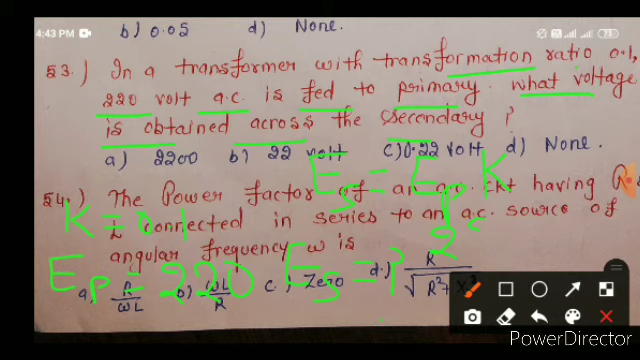 4:43 PM
b) 0.05 d) None.
53.) In a transformer with transformation ratio 0.1,
220 volt a.c. is fed to primary. what voltage
is obtained across the secondary?
a) 2200 b) 22 volt c) 0.22 volt d) None.
Es = Ep K
54.) The Power factor of an a.c. ckt having R
K = 0.1
L connected in series to an a.c. source of
angular frequency ω is
Ep = 220 Es = ?
a) R/ωL b) ωL/R c) Zero d.) R/√R²+
PowerDirector